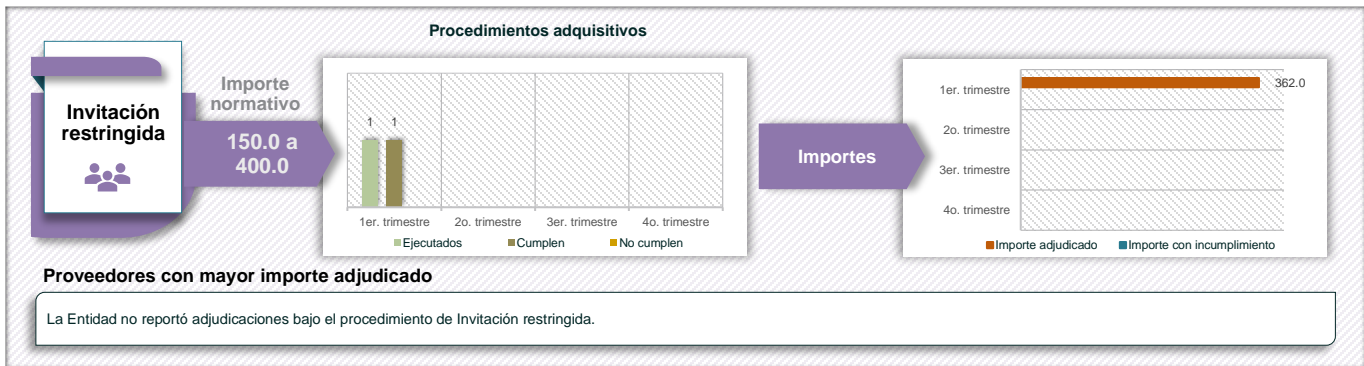 Procedimientos adquisitivos
Invitación
restringida
Importe
normativo
150.0 a
400.0
1 1
1er. trimestre 2o. trimestre 3er. trimestre 4o. trimestre
Ejecutados Cumplen No cumplen
Importes
1er. trimestre 362.0
2o. trimestre
3er. trimestre
4o. trimestre
Importe adjudicado Importe con incumplimiento
Proveedores con mayor importe adjudicado
La Entidad no reportó adjudicaciones bajo el procedimiento de Invitación restringida.